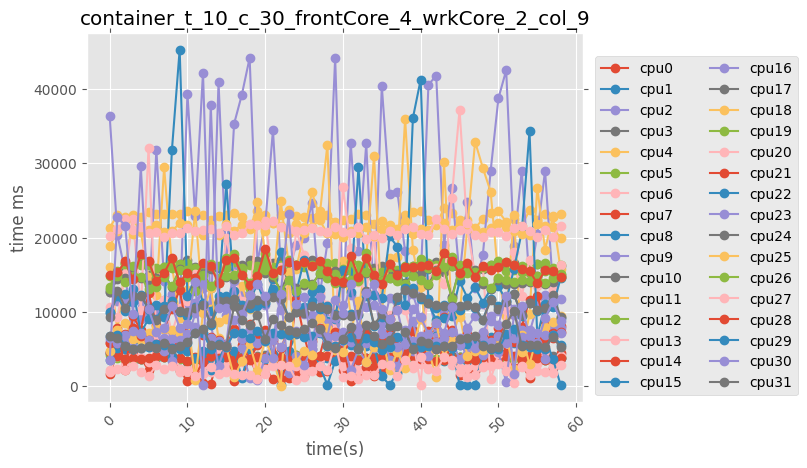 container_t_10_c_30_frontCore_4_wrkCore_2_col_9
time ms
40000
30000
20000
10000
0
0
10
20
30
40
50
60
time(s)
cpu0
cpu1
cpu2
cpu3
cpu4
cpu5
cpu6
cpu7
cpu8
cpu9
cpu10
cpu11
cpu12
cpu13
cpu14
cpu15
cpu16
cpu17
cpu18
cpu19
cpu20
cpu21
cpu22
cpu23
cpu24
cpu25
cpu26
cpu27
cpu28
cpu29
cpu30
cpu31